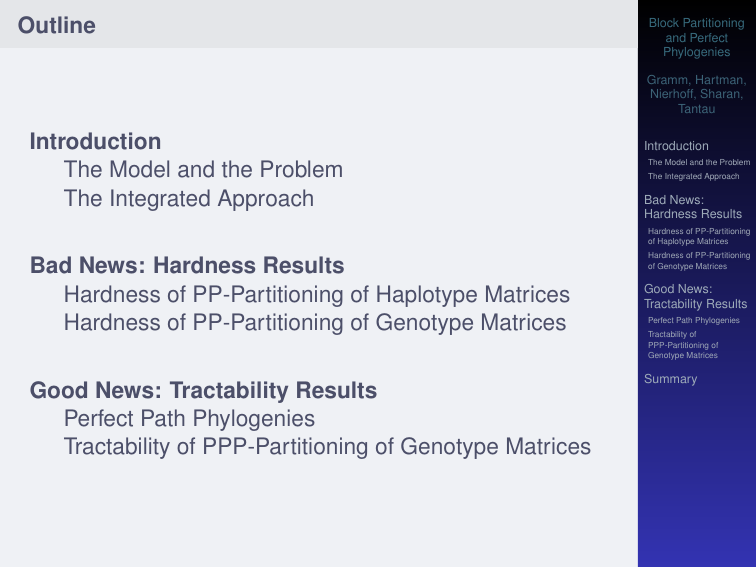 Outline
Introduction
The Model and the Problem
The Integrated Approach
Bad News: Hardness Results
Hardness of PP-Partitioning of Haplotype Matrices
Hardness of PP-Partitioning of Genotype Matrices
Good News: Tractability Results
Perfect Path Phylogenies
Tractability of PPP-Partitioning of Genotype Matrices
Block Partitioning
and Perfect
Phylogenies
Gramm, Hartman,
Nierhoff, Sharan,
Tantau
Introduction
The Model and the Problem
The Integrated Approach
Bad News:
Hardness Results
Hardness of PP-Partitioning
of Haplotype Matrices
Hardness of PP-Partitioning
of Genotype Matrices
Good News:
Tractability Results
Perfect Path Phylogenies
Tractability of
PPP-Partitioning of
Genotype Matrices
Summary